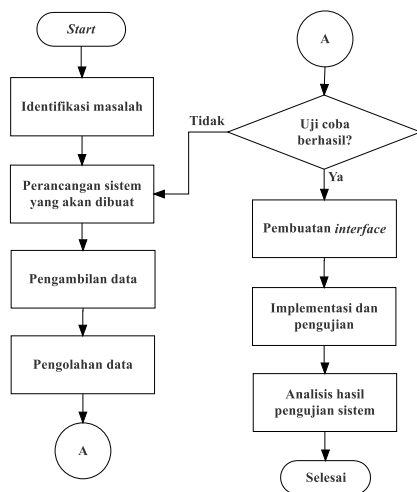 Start
Identifikasi masalah
Perancangan sistem
yang akan dibuat
Pengambilan data
Pengolahan data
A
A
Uji coba
berhasil?
Tidak
Ya
Pembuatan interface
Implementasi dan
pengujian
Analisis hasil
pengujian sistem
Selesai